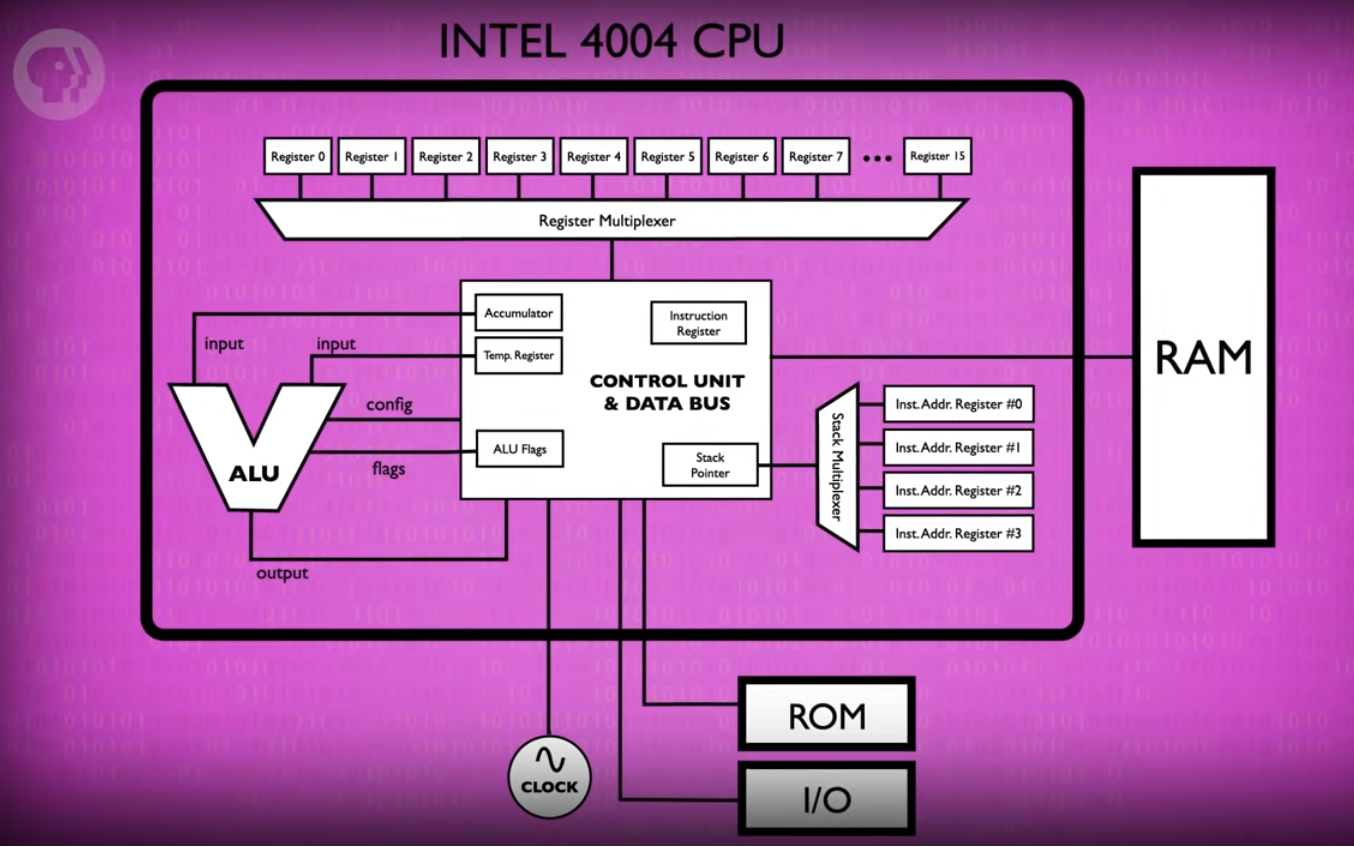 INTEL 4004 CPU
Register 0
Register 1
Register 2
Register 3
Register 4
Register 5
Register 6
Register 7
•••
Register 15
Register Multiplexer
Accumulator
Instruction
Register
input
input
Temp. Register
RAM
CONTROL UNIT
& DATA BUS
config
Inst. Addr. Register #0
Stack Multiplexer
ALU Flags
Inst. Addr. Register #1
flags
ALU
Stack
Pointer
Inst. Addr. Register #2
Inst. Addr. Register #3
output
ROM
CLOCK
I/O